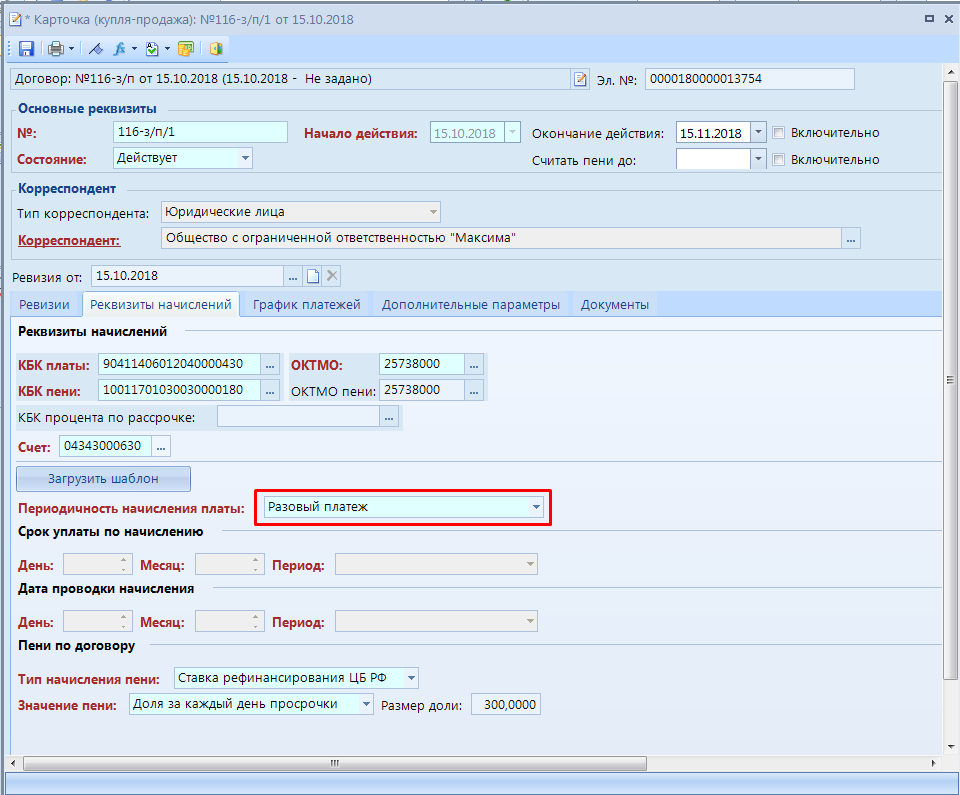 * Карточка (купля-продажа): №116-з/п/1 от 15.10.2018
Договор: №116-з/п от 15.10.2018 (15.10.2018 - Не задано) Эл. №: 0000180000013754
Основные реквизиты
№: 116-з/п/1 Начало действия: 15.10.2018 Окончание действия: 15.11.2018 Включительно
Состояние: Действует Считать пени до: Включительно
Корреспондент
Тип корреспондента: Юридические лица
Корреспондент: Общество с ограниченной ответственностью "Максима" ...
Ревизия от: 15.10.2018 ...
Ревизии Реквизиты начислений График платежей Дополнительные параметры Документы
Реквизиты начислений
КБК платы: 90411406012040000430 ... ОКТМО: 25738000 ...
КБК пени: 10011701030030000180 ... ОКТМО пени: 25738000 ...
КБК процента по рассрочке: ...
Счет: 04343000630 ...
Загрузить шаблон
Периодичность начисления платы: Разовый платеж
Срок уплаты по начислению
День: Месяц: Период:
Дата проводки начисления
День: Месяц: Период:
Пени по договору
Тип начисления пени: Ставка рефинансирования ЦБ РФ
Значение пени: Доля за каждый день просрочки Размер доли: 300,0000